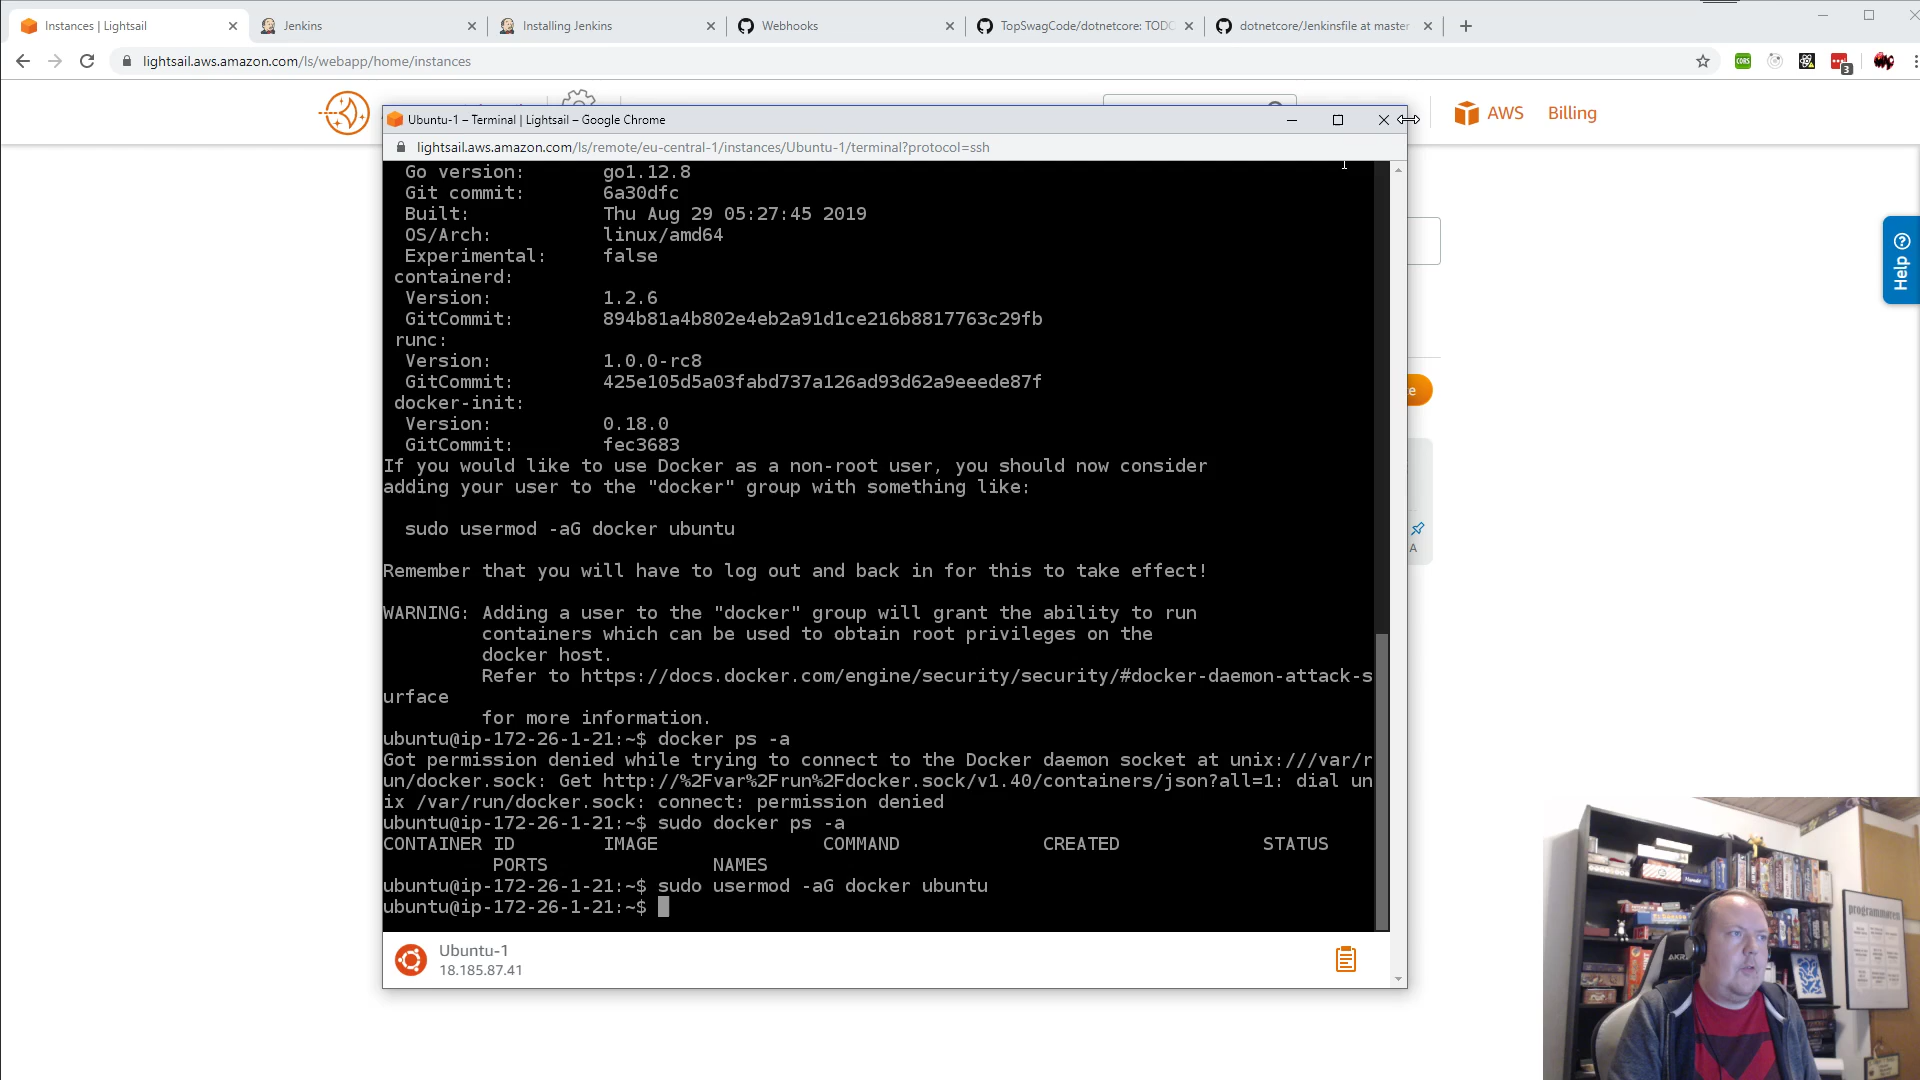 Instances | Lightsail
Jenkins
Installing Jenkins
Webhooks
TopSwagCode/dotnetcore: TODO
dotnetcore/Jenkinsfile at master
lightsail.aws.amazon.com/ls/webapp/home/instances
CORS
3
AWS
Billing
Ubuntu-1 – Terminal | Lightsail – Google Chrome
lightsail.aws.amazon.com/ls/remote/eu-central-1/instances/Ubuntu-1/terminal?protocol=ssh
Go version: go1.12.8
Git commit: 6a30dfc
Built: Thu Aug 29 05:27:45 2019
OS/Arch: linux/amd64
Experimental: false
containerd:
Version: 1.2.6
GitCommit: 894b81a4b802e4eb2a91d1ce216b8817763c29fb
runc:
Version: 1.0.0-rc8
GitCommit: 425e105d5a03fabd737a126ad93d62a9eeede87f
docker-init:
Version: 0.18.0
GitCommit: fec3683
If you would like to use Docker as a non-root user, you should now consider
adding your user to the "docker" group with something like:
sudo usermod -aG docker ubuntu
Remember that you will have to log out and back in for this to take effect!
WARNING: Adding a user to the "docker" group will grant the ability to run
containers which can be used to obtain root privileges on the
docker host.
Refer to https://docs.docker.com/engine/security/security/#docker-daemon-attack-s
urface
for more information.
ubuntu@ip-172-26-1-21:~$ docker ps -a
Got permission denied while trying to connect to the Docker daemon socket at unix:///var/r
un/docker.sock: Get http://%2Fvar%2Frun%2Fdocker.sock/v1.40/containers/json?all=1: dial un
ix /var/run/docker.sock: connect: permission denied
ubuntu@ip-172-26-1-21:~$ sudo docker ps -a
CONTAINER ID IMAGE COMMAND CREATED STATUS
PORTS NAMES
ubuntu@ip-172-26-1-21:~$ sudo usermod -aG docker ubuntu
ubuntu@ip-172-26-1-21:~$
Ubuntu-1
18.185.87.41
Help
e
A
programmoren
AKRA